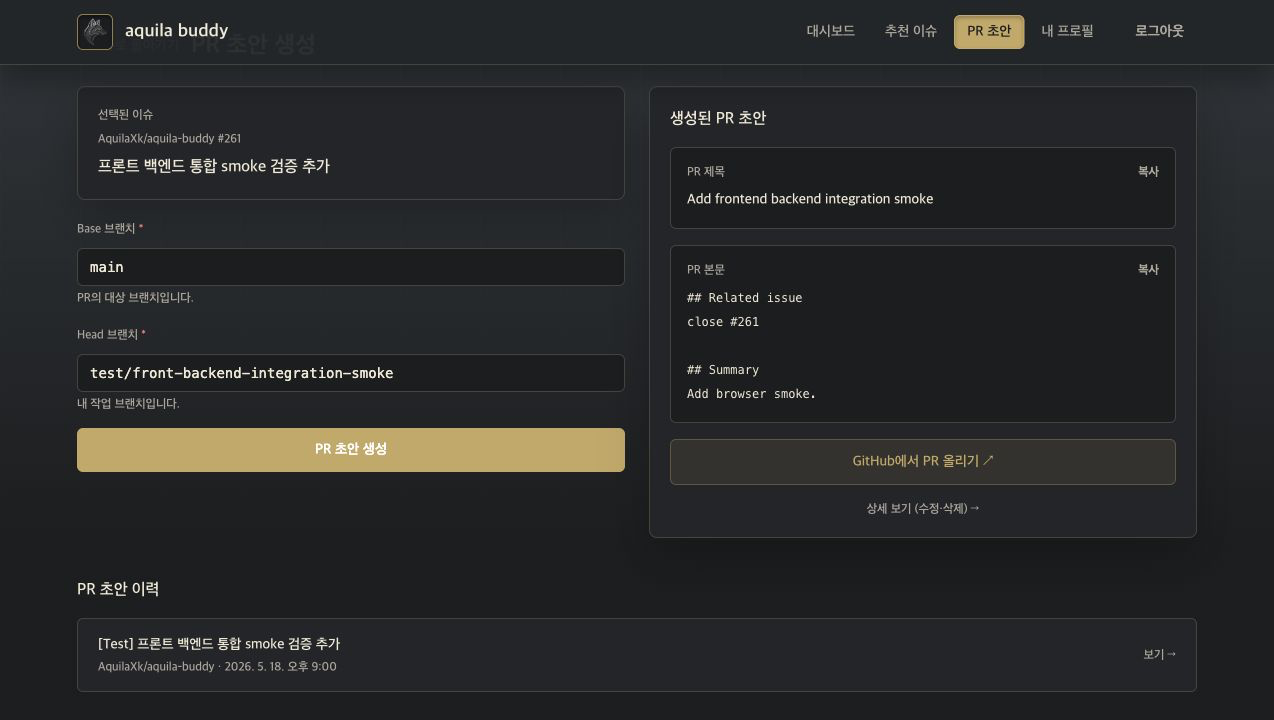 aquila buddy
대시보드
추천 이슈
PR 초안
내 프로필
로그아웃
PR 초안 생성
선택된 이슈
AquilaXk/aquila-buddy #261
프론트 백엔드 통합 smoke 검증 추가
Base 브랜치 *
main
PR의 대상 브랜치입니다.
Head 브랜치 *
test/front-backend-integration-smoke
내 작업 브랜치입니다.
PR 초안 생성
생성된 PR 초안
PR 제목
복사
Add frontend backend integration smoke
PR 본문
복사
## Related issue
close #261
## Summary
Add browser smoke.
GitHub에서 PR 올리기 ↗
상세 보기 (수정·삭제) →
PR 초안 이력
[Test] 프론트 백엔드 통합 smoke 검증 추가
AquilaXk/aquila-buddy · 2026. 5. 18. 오후 9:00
보기 →